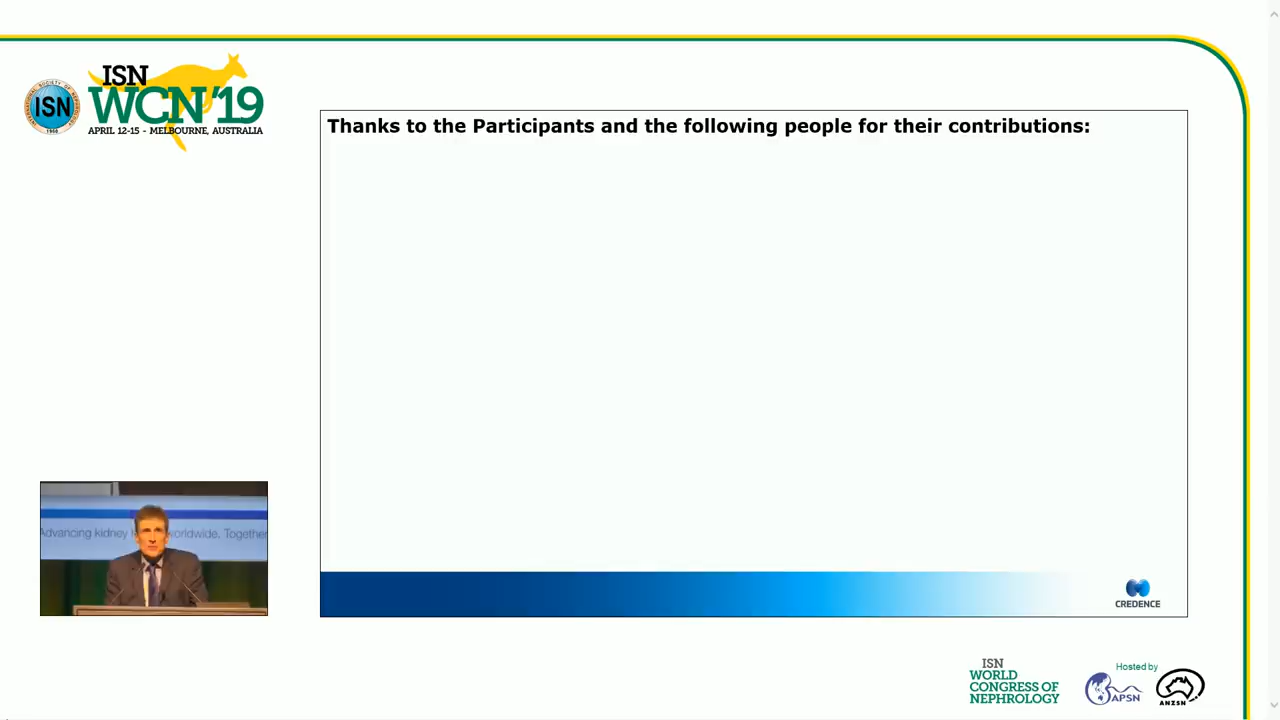 ISN
WCN'19
APRIL 12-15 - MELBOURNE, AUSTRALIA
ISN
Thanks to the Participants and the following people for their contributions:
Advancing kidney worldwide. Together
CREDENCE
ISN
WORLD
CONGRESS OF
NEPHROLOGY
Hosted by
APSN
ANZSN